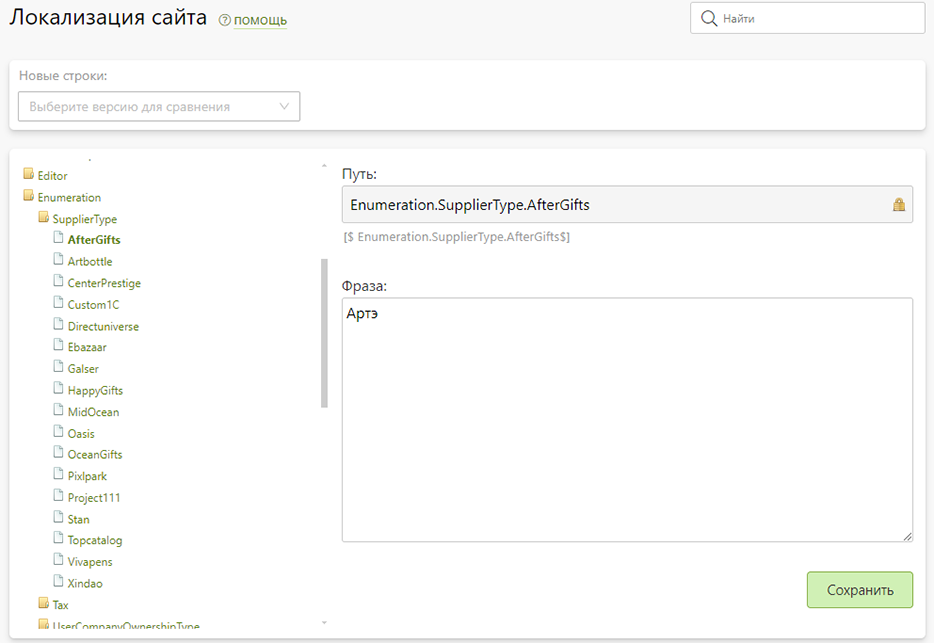 Локализация сайта
? помощь
Найти
Новые строки:
Выберите версию для сравнения
Editor
Enumeration
SupplierType
AfterGifts
Artbottle
CenterPrestige
Custom1C
Directuniverse
Ebazaar
Galser
HappyGifts
MidOcean
Oasis
OceanGifts
Pixlpark
Project111
Stan
Topcatalog
Vivapens
Xindao
Tax
UserCompanyOwnershipType
Путь:
Enumeration.SupplierType.AfterGifts
[$ Enumeration.SupplierType.AfterGifts$]
Фраза:
Артэ
Сохранить